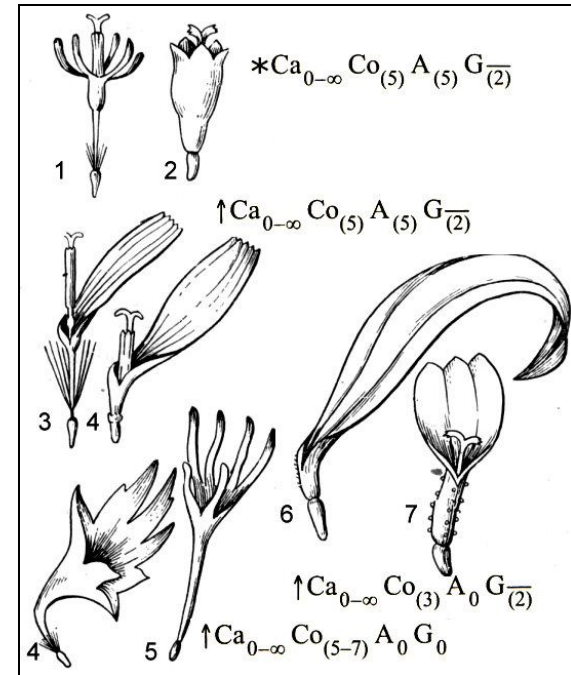 *Ca₀₋∞ Co₍₅₎ A₍₅₎ G₍̅₂̅₎
1 2
↑Ca₀₋∞ Co₍₅₎ A₍₅₎ G₍̅₂̅₎
3 4
6 7
↑Ca₀₋∞ Co₍₃₎ A₀ G₍̅₂̅₎
4 5 ↑Ca₀₋∞ Co₍₅₋₇₎ A₀ G₀